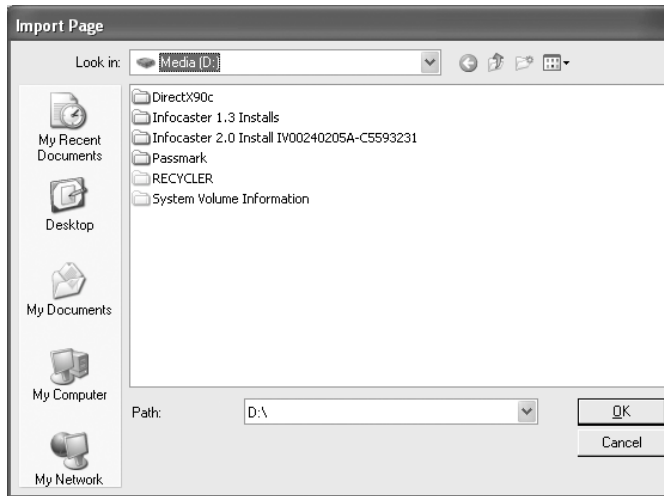 Import Page
Look in: Media (D:)
DirectX90c
Infocaster 1.3 Installs
Infocaster 2.0 Install IV00240205A-C5593231
Passmark
RECYCLER
System Volume Information
My Recent
Documents
Desktop
My Documents
My Computer
My Network
Path: D:\ OK
Cancel